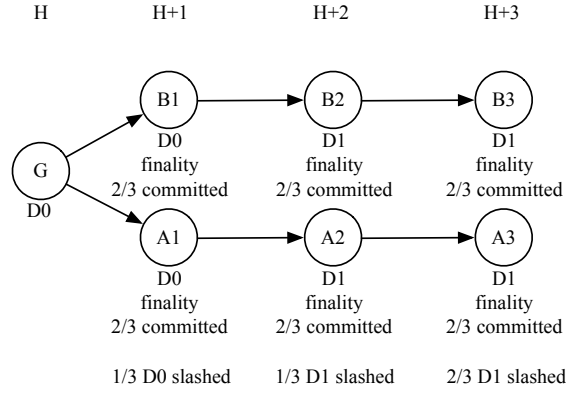 H H+1 H+2 H+3
B1 B2 B3
D0 D1 D1
finality finality finality
2/3 committed 2/3 committed 2/3 committed
G
D0
A1 A2 A3
D0 D1 D1
finality finality finality
2/3 committed 2/3 committed 2/3 committed
1/3 D0 slashed 1/3 D1 slashed 2/3 D1 slashed